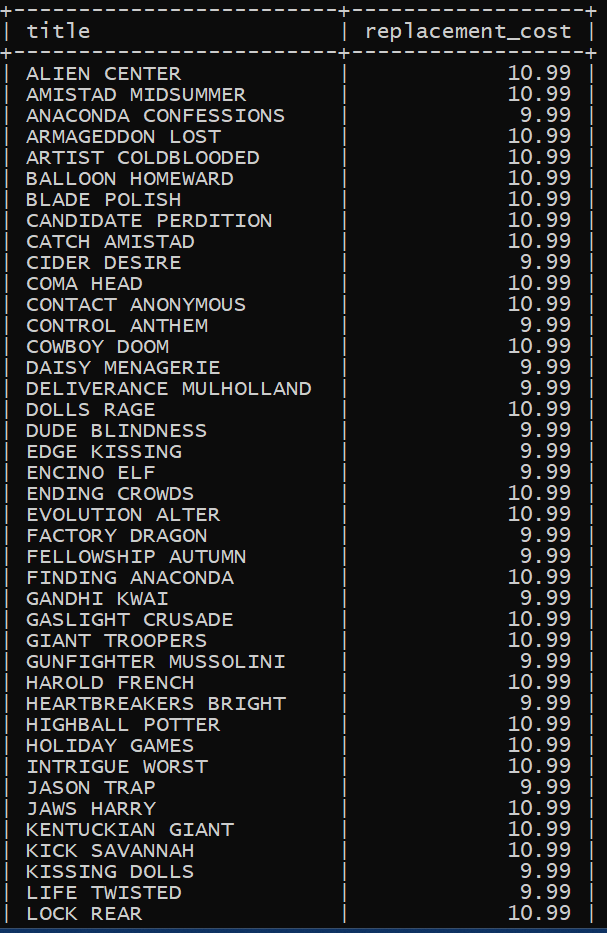 +-------------------------+------------------+
| title                   | replacement_cost |
+-------------------------+------------------+
| ALIEN CENTER            |            10.99 |
| AMISTAD MIDSUMMER       |            10.99 |
| ANACONDA CONFESSIONS    |             9.99 |
| ARMAGEDDON LOST         |            10.99 |
| ARTIST COLDBLOODED      |            10.99 |
| BALLOON HOMEWARD        |            10.99 |
| BLADE POLISH            |            10.99 |
| CANDIDATE PERDITION     |            10.99 |
| CATCH AMISTAD           |            10.99 |
| CIDER DESIRE            |             9.99 |
| COMA HEAD               |            10.99 |
| CONTACT ANONYMOUS       |            10.99 |
| CONTROL ANTHEM          |             9.99 |
| COWBOY DOOM             |            10.99 |
| DAISY MENAGERIE         |             9.99 |
| DELIVERANCE MULHOLLAND  |             9.99 |
| DOLLS RAGE              |            10.99 |
| DUDE BLINDNESS          |             9.99 |
| EDGE KISSING            |             9.99 |
| ENCINO ELF              |             9.99 |
| ENDING CROWDS           |            10.99 |
| EVOLUTION ALTER         |            10.99 |
| FACTORY DRAGON          |             9.99 |
| FELLOWSHIP AUTUMN       |             9.99 |
| FINDING ANACONDA        |            10.99 |
| GANDHI KWAI             |             9.99 |
| GASLIGHT CRUSADE        |            10.99 |
| GIANT TROOPERS          |            10.99 |
| GUNFIGHTER MUSSOLINI    |             9.99 |
| HAROLD FRENCH           |            10.99 |
| HEARTBREAKERS BRIGHT    |             9.99 |
| HIGHBALL POTTER         |            10.99 |
| HOLIDAY GAMES           |            10.99 |
| INTRIGUE WORST          |            10.99 |
| JASON TRAP              |             9.99 |
| JAWS HARRY              |            10.99 |
| KENTUCKIAN GIANT        |            10.99 |
| KICK SAVANNAH           |            10.99 |
| KISSING DOLLS           |             9.99 |
| LIFE TWISTED            |             9.99 |
| LOCK REAR               |            10.99 |